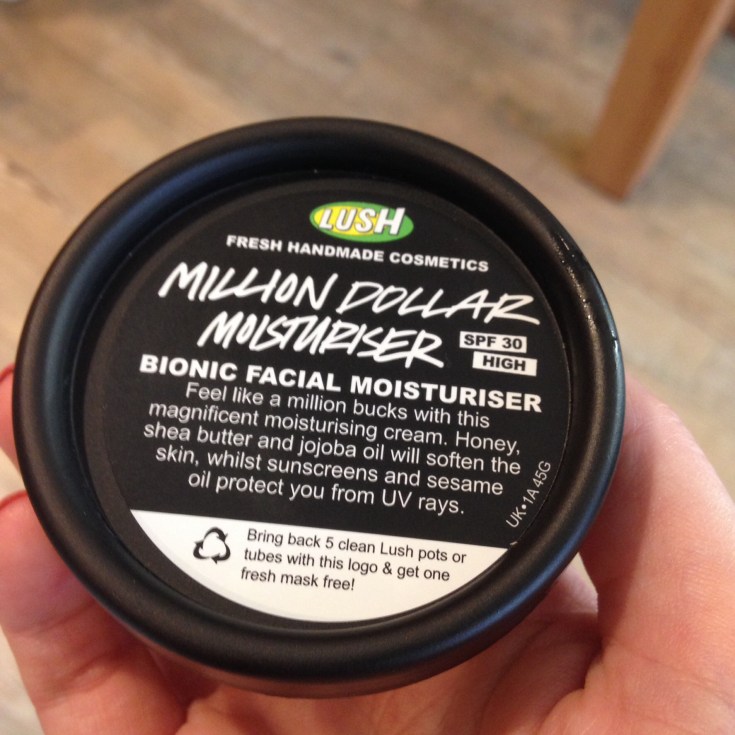 LUSH
FRESH HANDMADE COSMETICS
MILLION DOLLAR
MOISTURISER
SPF 30
HIGH
BIONIC FACIAL MOISTURISER
Feel like a million bucks with this
magnificent moisturising cream. Honey,
shea butter and jojoba oil will soften the
skin, whilst sunscreens and sesame
oil protect you from UV rays.
UK•1A 45G
Bring back 5 clean Lush pots or
tubes with this logo & get one
fresh mask free!